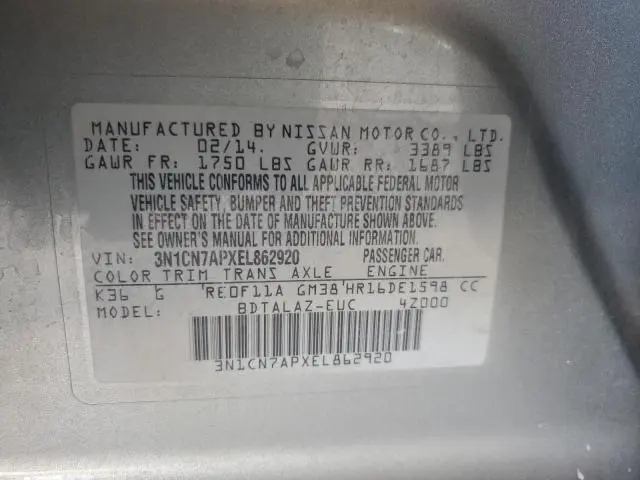 MANUFACTURED BY NISSAN MOTOR CO., LTD.
DATE: 02/14. GVWR: 3389 LBS
GAWR FR: 1750 LBS GAWR RR: 1687 LBS
THIS VEHICLE CONFORMS TO ALL APPLICABLE FEDERAL MOTOR
VEHICLE SAFETY, BUMPER AND THEFT PREVENTION STANDARDS
IN EFFECT ON THE DATE OF MANUFACTURE SHOWN ABOVE.
SEE OWNER'S MANUAL FOR ADDITIONAL INFORMATION.
VIN: 3N1CN7APXEL862920 PASSENGER CAR.
COLOR TRIM TRANS AXLE ENGINE
K36 G RE0F11A GM38 HR16DE1598 CC
MODEL: BDTALAZ-EUC 4Z000
3N1CN7APXEL862920